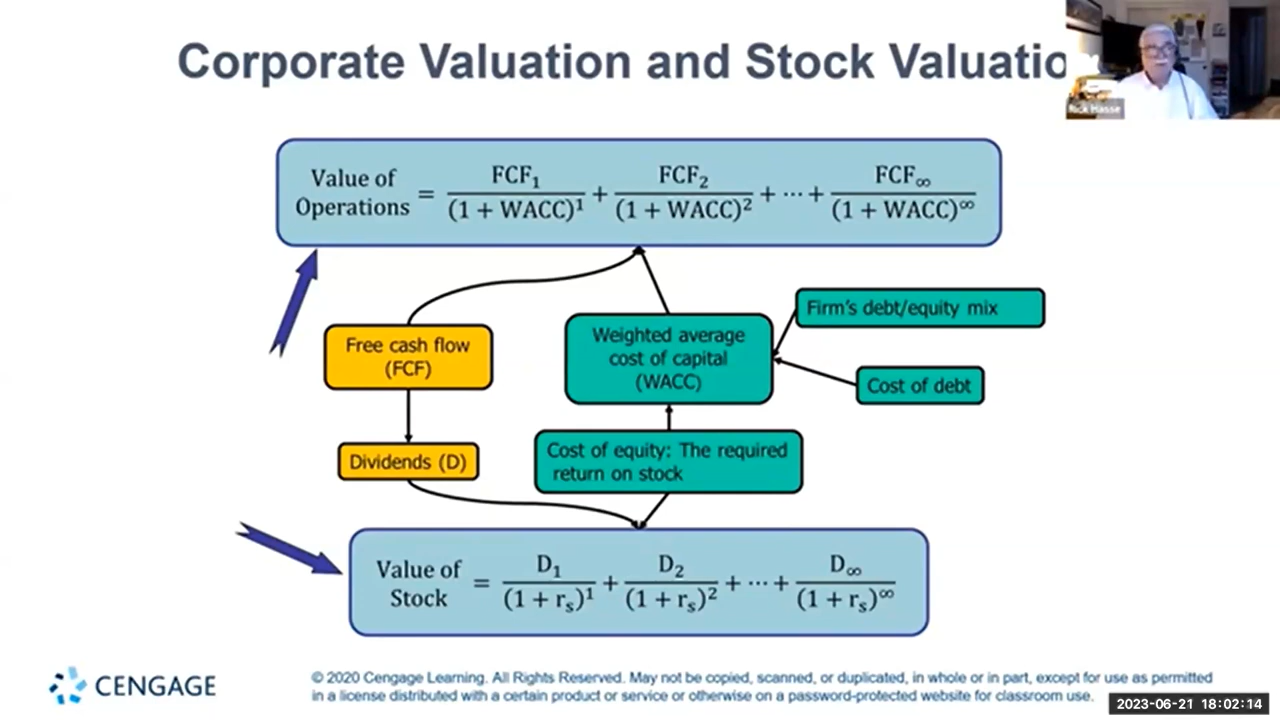 Corporate Valuation and Stock Valuatio
Rick Hasse
Value of
Operations
= FCF₁ / (1 + WACC)¹ + FCF₂ / (1 + WACC)² + ⋯ + FCF∞ / (1 + WACC)∞
Firm's debt/equity mix
Free cash flow
(FCF)
Weighted average
cost of capital
(WACC)
Cost of debt
Dividends (D)
Cost of equity: The required
return on stock
Value of
Stock
= D₁ / (1 + rₛ)¹ + D₂ / (1 + rₛ)² + ⋯ + D∞ / (1 + rₛ)∞
CENGAGE
© 2020 Cengage Learning. All Rights Reserved. May not be copied, scanned, or duplicated, in whole or in part, except for use as permitted
in a license distributed with a certain product or service or otherwise on a password-protected website for classroom use.
2023-06-21 18:02:14